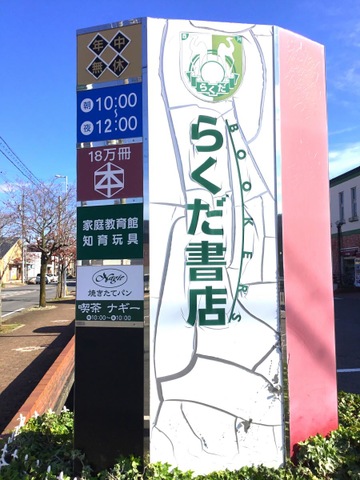 年中
無休
朝10:00
〜
夜12:00
18万冊
本
家庭教育館
知育玩具
Nagie
焼きたてパン
喫茶 ナギー
らくだ
らくだ書店
BOOKERS